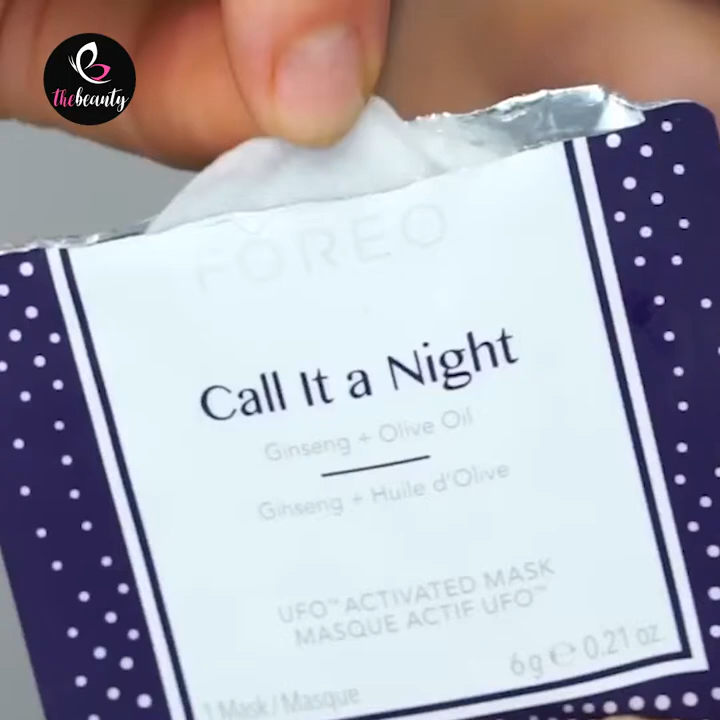 thebeauty
FOREO
Call It a Night
Ginseng + Olive Oil
Ginseng + Huile d'Olive
UFO™ ACTIVATED MASK
MASQUE ACTIF UFO™
6g ℮ 0.21 oz
1 Mask / Masque